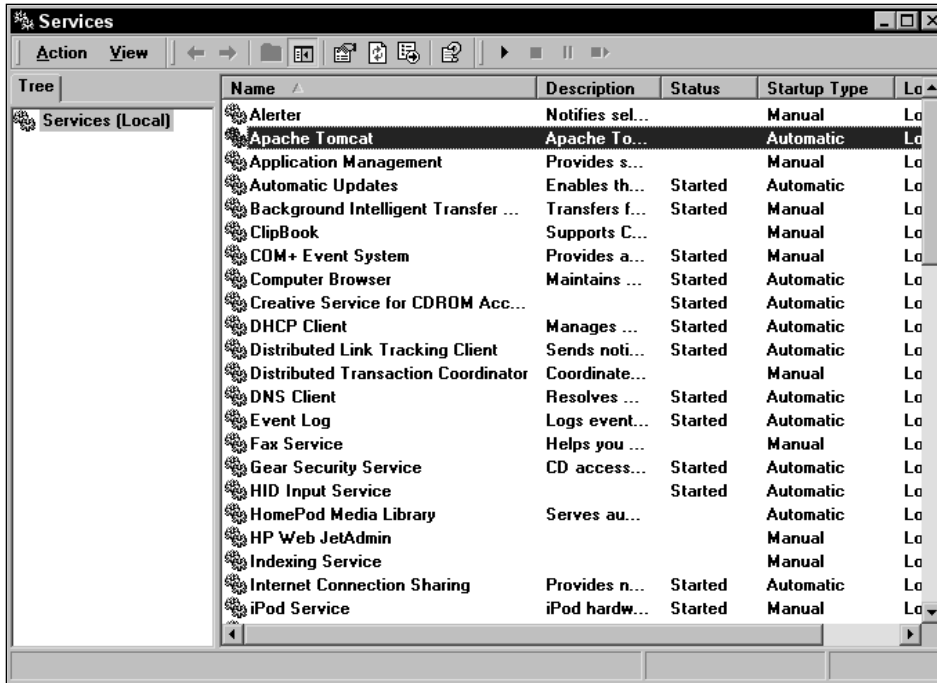 Services
Action View
Tree
Services (Local)
Name Description Status Startup Type Lo
Alerter Notifies sel... Manual Lo
Apache Tomcat Apache To... Automatic Lo
Application Management Provides s... Manual Lo
Automatic Updates Enables th... Started Automatic Lo
Background Intelligent Transfer ... Transfers f... Started Manual Lo
ClipBook Supports C... Manual Lo
COM+ Event System Provides a... Started Manual Lo
Computer Browser Maintains ... Started Automatic Lo
Creative Service for CDROM Acc... Started Automatic Lo
DHCP Client Manages ... Started Automatic Lo
Distributed Link Tracking Client Sends noti... Started Automatic Lo
Distributed Transaction Coordinator Coordinate... Manual Lo
DNS Client Resolves ... Started Automatic Lo
Event Log Logs event... Started Automatic Lo
Fax Service Helps you ... Manual Lo
Gear Security Service CD access... Started Automatic Lo
HID Input Service Started Automatic Lo
HomePod Media Library Serves au... Automatic Lo
HP Web JetAdmin Manual Lo
Indexing Service Manual Lo
Internet Connection Sharing Provides n... Started Automatic Lo
iPod Service iPod hardw... Started Manual Lo